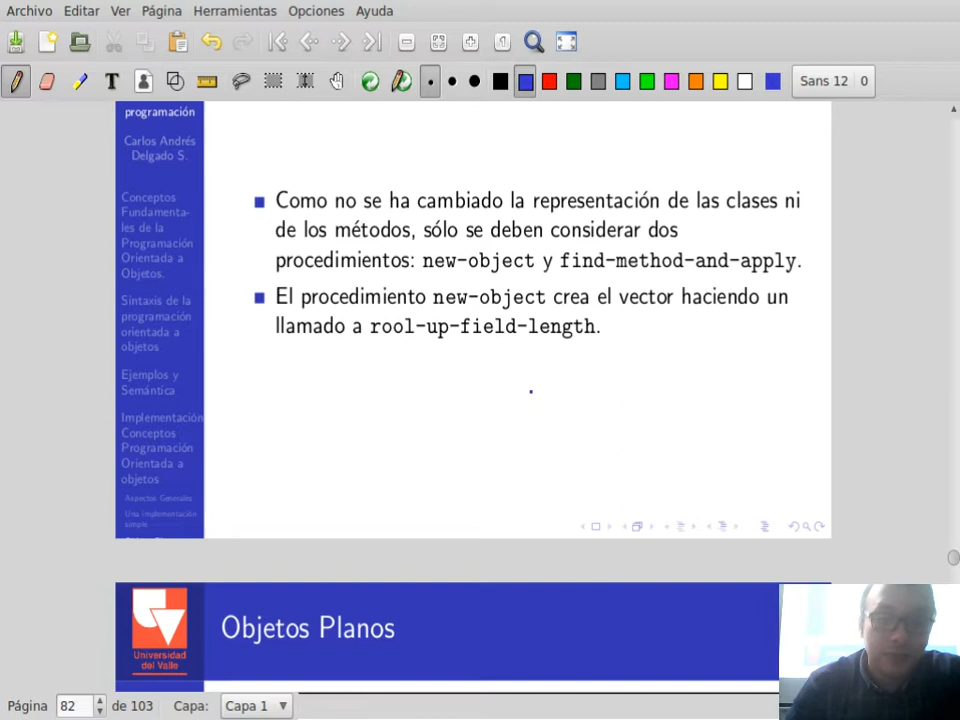 Archivo Editar Ver Página Herramientas Opciones Ayuda
T
Sans 12 0
programación
Carlos Andrés
Delgado S.
Conceptos
Fundamenta-
les de la
Programación
Orientada a
Objetos.
Sintaxis de la
programación
orientada a
objetos
Ejemplos y
Semántica
Implementación
Conceptos
Programación
Orientada a
objetos
Aspectos Generales
Una implementación
simple
Como no se ha cambiado la representación de las clases ni
de los métodos, sólo se deben considerar dos
procedimientos: new-object y find-method-and-apply.
El procedimiento new-object crea el vector haciendo un
llamado a rool-up-field-length.
Universidad
del Valle
Objetos Planos
Página 82 de 103 Capa: Capa 1